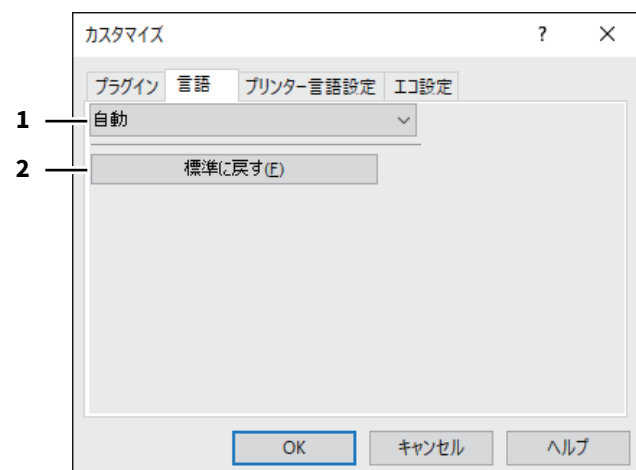 カスタマイズ ? ×
プラグイン 言語 プリンター言語設定 エコ設定
1 自動
2 標準に戻す(F)
OK キャンセル ヘルプ